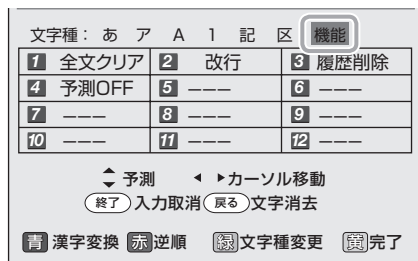 文字種： あ ア A 1 記 区 機能
1 全文クリア 2 改行 3 履歴削除
4 予測OFF 5 −−− 6 −−−
7 −−− 8 −−− 9 −−−
10 −−− 11 −−− 12 −−−
予測 カーソル移動
終了 入力取消 戻る 文字消去
青 漢字変換 赤 逆順 緑 文字種変更 黄 完了